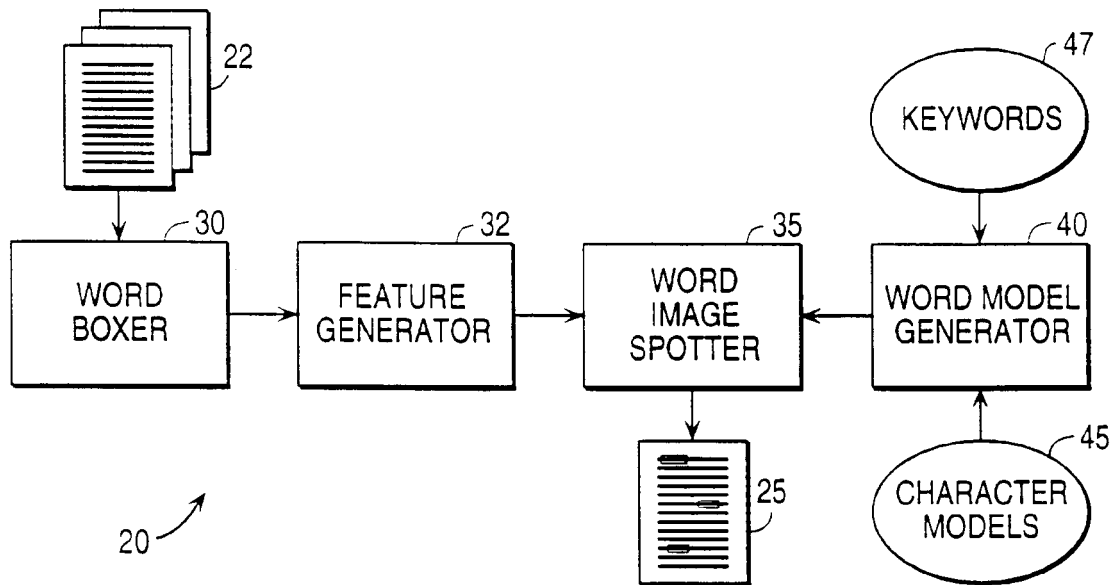 22
47
KEYWORDS
30
WORD
BOXER
32
FEATURE
GENERATOR
35
WORD
IMAGE
SPOTTER
40
WORD MODEL
GENERATOR
25
45
CHARACTER
MODELS
20